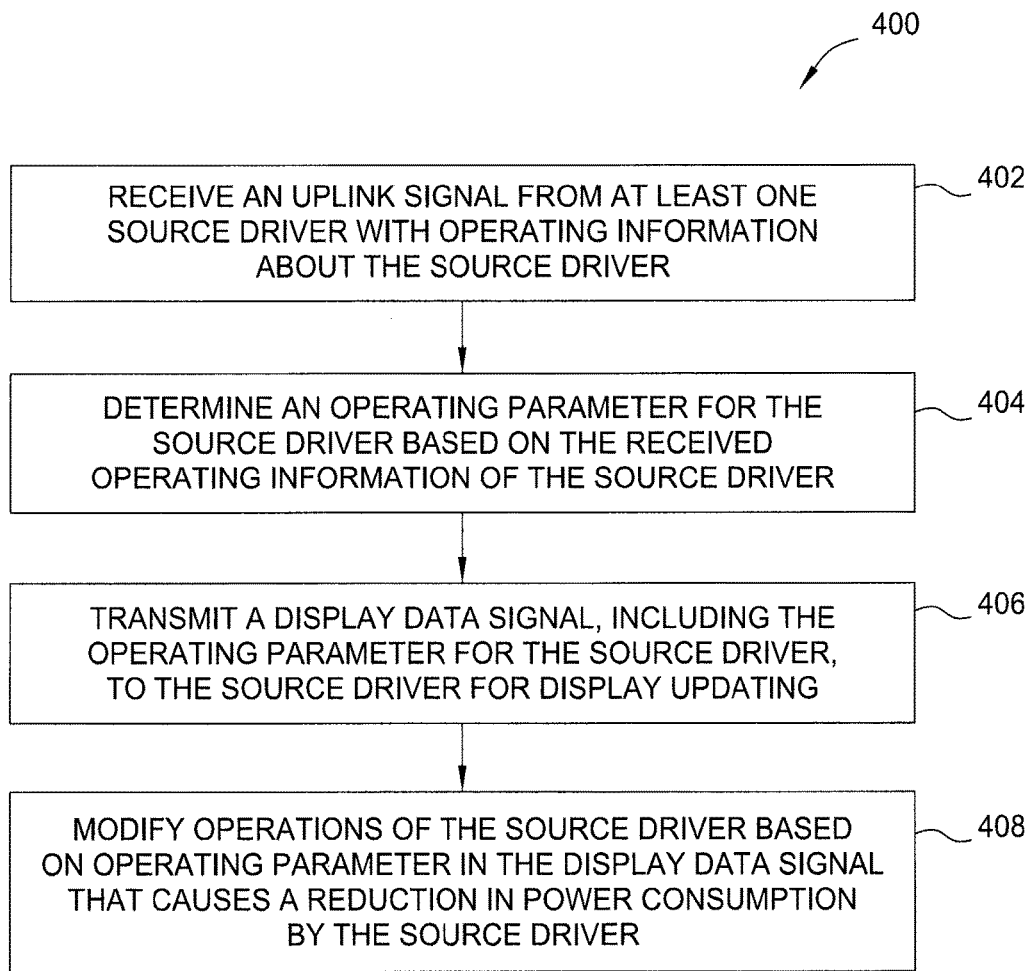 400
RECEIVE AN UPLINK SIGNAL FROM AT LEAST ONE
SOURCE DRIVER WITH OPERATING INFORMATION
ABOUT THE SOURCE DRIVER
402
DETERMINE AN OPERATING PARAMETER FOR THE
SOURCE DRIVER BASED ON THE RECEIVED
OPERATING INFORMATION OF THE SOURCE DRIVER
404
TRANSMIT A DISPLAY DATA SIGNAL, INCLUDING THE
OPERATING PARAMETER FOR THE SOURCE DRIVER,
TO THE SOURCE DRIVER FOR DISPLAY UPDATING
406
MODIFY OPERATIONS OF THE SOURCE DRIVER BASED
ON OPERATING PARAMETER IN THE DISPLAY DATA SIGNAL
THAT CAUSES A REDUCTION IN POWER CONSUMPTION
BY THE SOURCE DRIVER
408